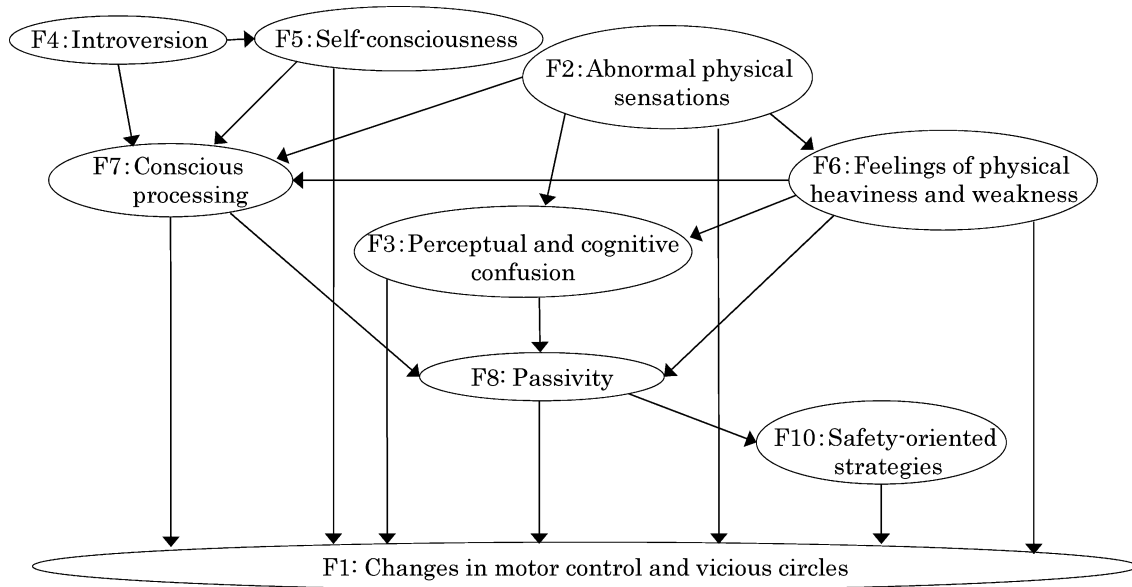 F4:Introversion
F5:Self-consciousness
F2:Abnormal physical
sensations
F7:Conscious
processing
F6:Feelings of physical
heaviness and weakness
F3:Perceptual and cognitive
confusion
F8: Passivity
F10:Safety-oriented
strategies
F1: Changes in motor control and vicious circles